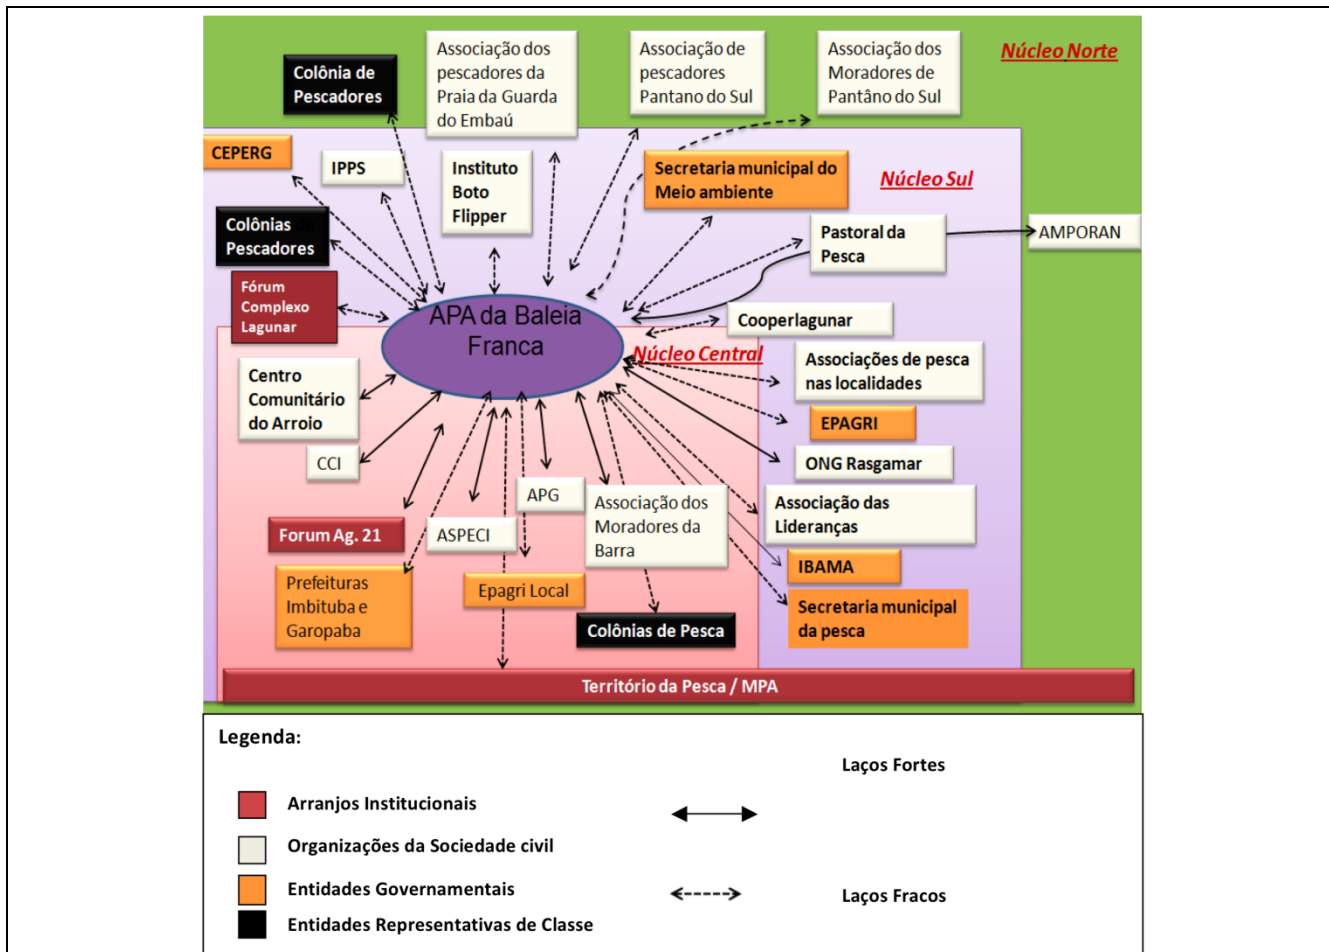 Núcleo Norte
Colônia de
Pescadores
Associação dos
pescadores da
Praia da Guarda
do Embaú
Associação de
pescadores
Pantano do Sul
Associação dos
Moradores de
Pantâno do Sul
CEPERG
IPPS
Instituto
Boto
Flipper
Secretaria municipal do
Meio ambiente
Núcleo Sul
Colônias
Pescadores
Pastoral da
Pesca
AMPORAN
Fórum
Complexo
Lagunar
APA da Baleia
Franca
Cooperlagunar
Núcleo Central
Centro
Comunitário
do Arroio
Associações de pesca
nas localidades
EPAGRI
CCI
ONG Rasgamar
APG
Associação dos
Moradores da
Barra
Associação das
Lideranças
Forum Ag. 21
ASPECI
IBAMA
Prefeituras
Imbituba e
Garopaba
Epagri Local
Secretaria municipal
da pesca
Colônias de Pesca
Território da Pesca / MPA
Legenda:
Laços Fortes
Arranjos Institucionais
Organizações da Sociedade civil
Entidades Governamentais
Laços Fracos
Entidades Representativas de Classe